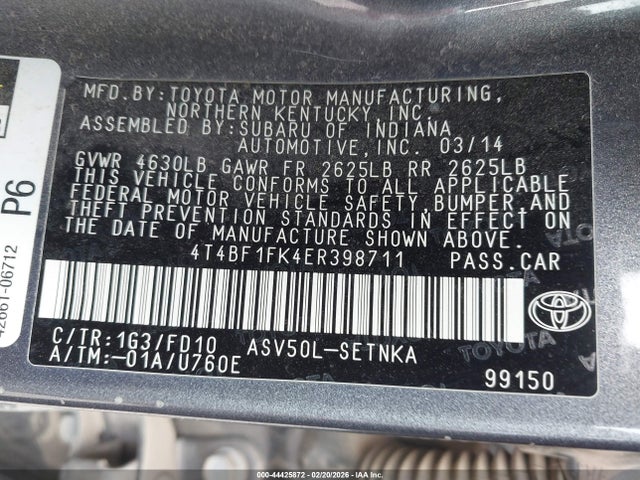 MFD.BY:TOYOTA MOTOR MANUFACTURING,
NORTHERN KENTUCKY,INC.
ASSEMBLED BY:SUBARU OF INDIANA
AUTOMOTIVE,INC. 03/14
GVWR 4630LB GAWR FR 2625LB RR 2625LB
THIS VEHICLE CONFORMS TO ALL APPLICABLE
FEDERAL MOTOR VEHICLE SAFETY, BUMPER,AND
THEFT PREVENTION STANDARDS IN EFFECT ON
THE DATE OF MANUFACTURE SHOWN ABOVE.
4T4BF1FK4ER398711 PASS.CAR
C/TR:1G3/FD10 ASV50L-SETNKA
A/TM:-01A/U760E
TOYOTA
99150
P6
42661-06712
000-44425872 | 02/20/2026 - IAA Inc.